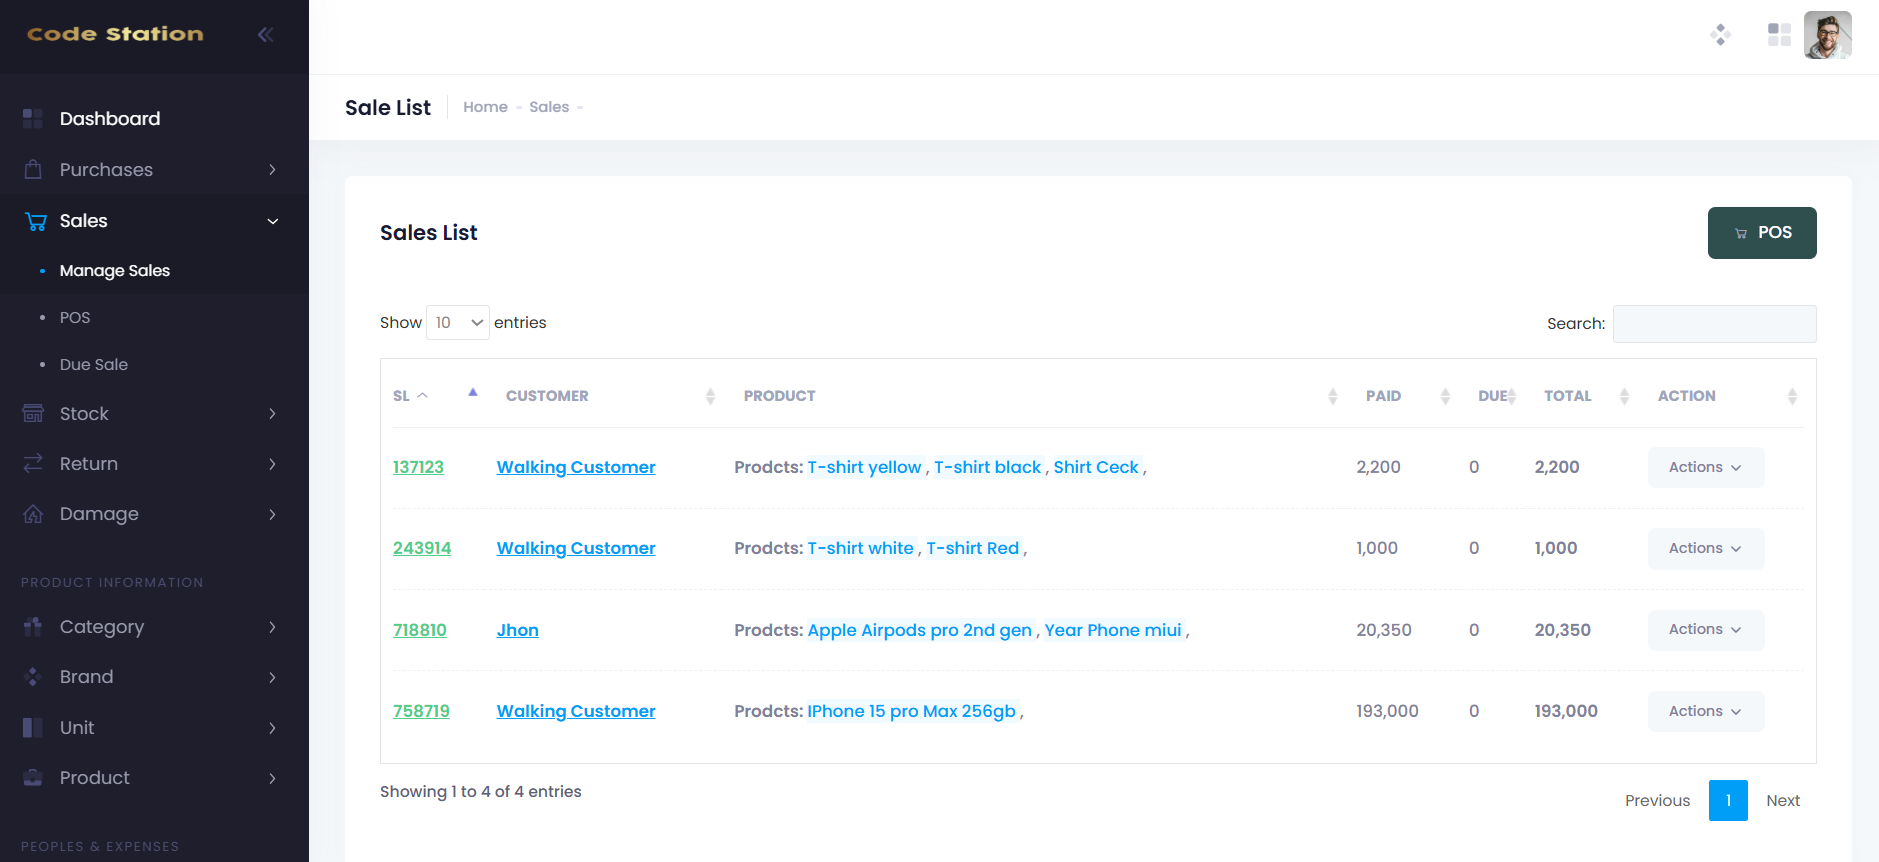 Code Station
Dashboard
Purchases
Sales
Manage Sales
POS
Due Sale
Stock
Return
Damage
PRODUCT INFORMATION
Category
Brand
Unit
Product
PEOPLES & EXPENSES
Sale List Home - Sales -
Sales List
POS
Show 10 entries
Search:
SL CUSTOMER PRODUCT PAID DUE TOTAL ACTION
137123 Walking Customer Prodcts: T-shirt yellow , T-shirt black , Shirt Ceck , 2,200 0 2,200 Actions
243914 Walking Customer Prodcts: T-shirt white , T-shirt Red , 1,000 0 1,000 Actions
718810 Jhon Prodcts: Apple Airpods pro 2nd gen , Year Phone miui , 20,350 0 20,350 Actions
758719 Walking Customer Prodcts: IPhone 15 pro Max 256gb , 193,000 0 193,000 Actions
Showing 1 to 4 of 4 entries
Previous 1 Next